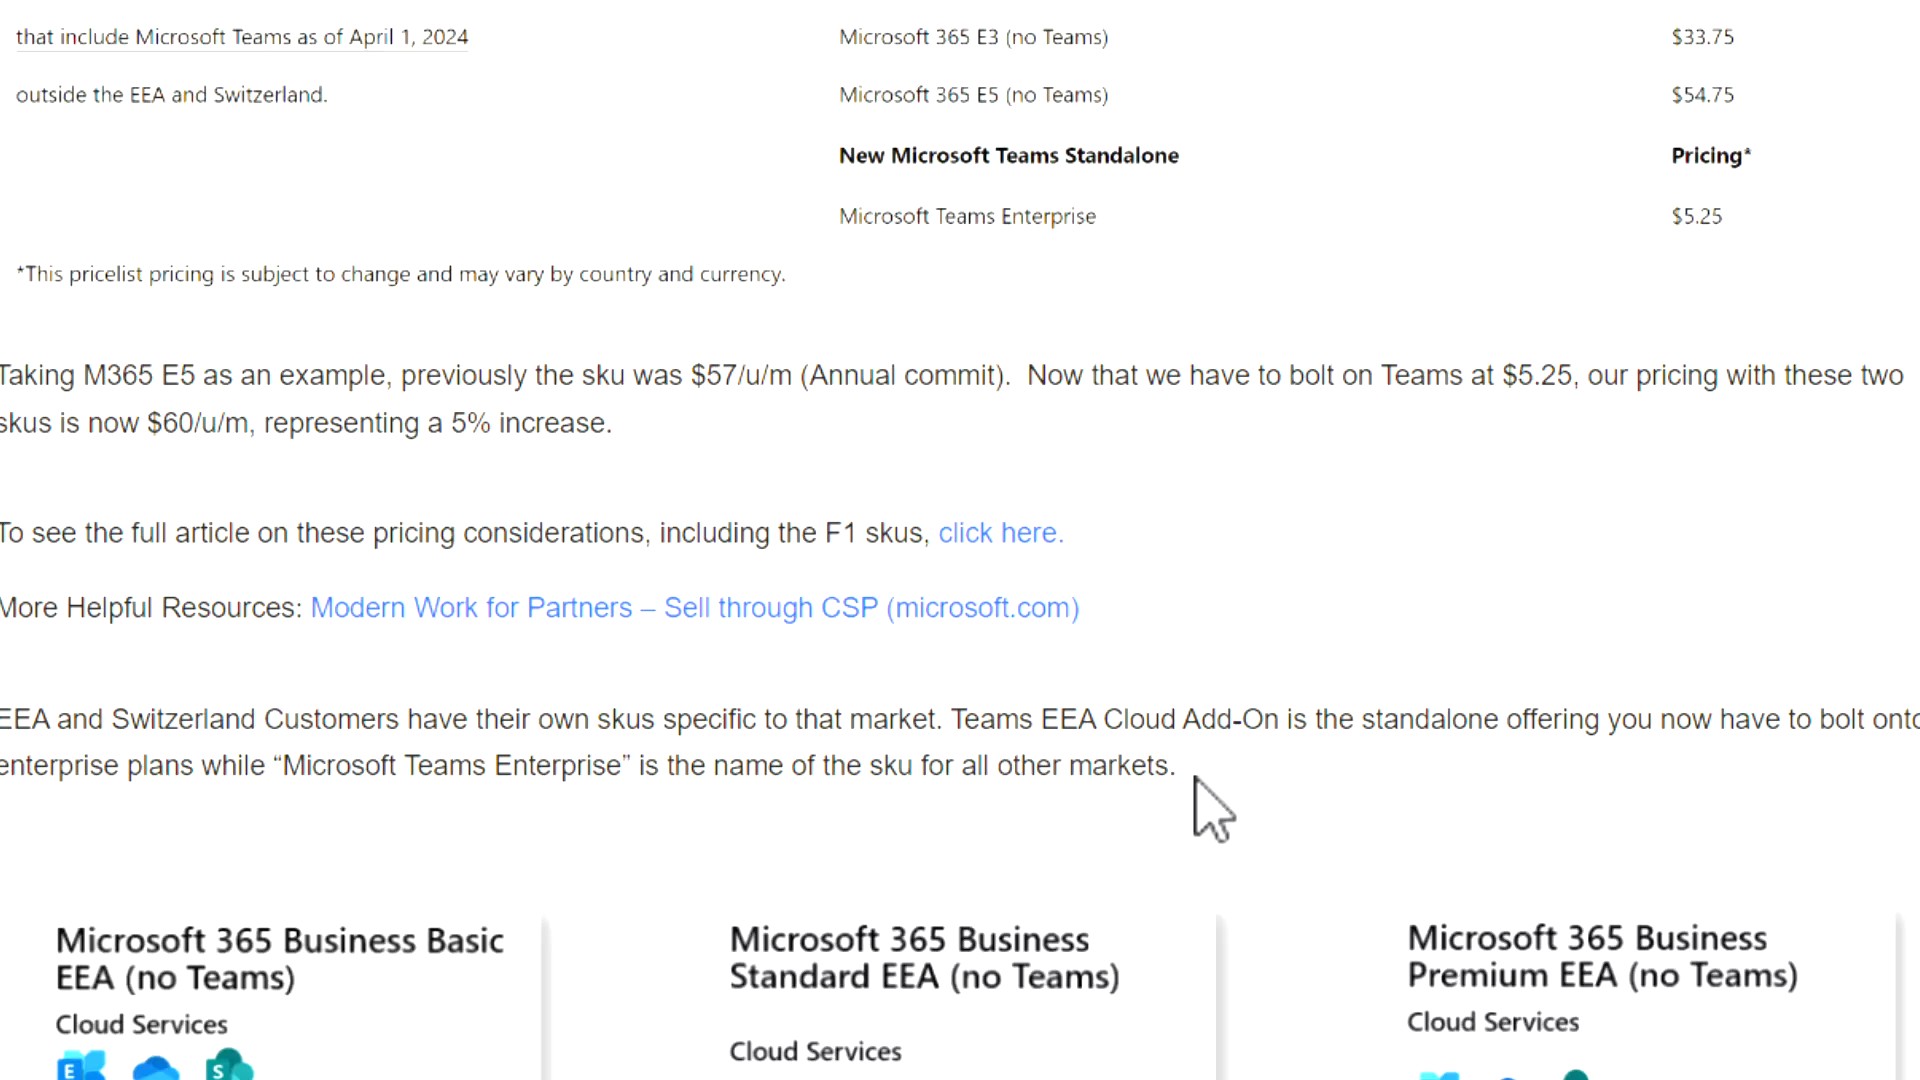 that include Microsoft Teams as of April 1, 2024
outside the EEA and Switzerland.
Microsoft 365 E3 (no Teams) $33.75
Microsoft 365 E5 (no Teams) $54.75
New Microsoft Teams Standalone Pricing*
Microsoft Teams Enterprise $5.25
*This pricelist pricing is subject to change and may vary by country and currency.
Taking M365 E5 as an example, previously the sku was $57/u/m (Annual commit).  Now that we have to bolt on Teams at $5.25, our pricing with these two
skus is now $60/u/m, representing a 5% increase.
To see the full article on these pricing considerations, including the F1 skus, click here.
More Helpful Resources: Modern Work for Partners – Sell through CSP (microsoft.com)
EEA and Switzerland Customers have their own skus specific to that market. Teams EEA Cloud Add-On is the standalone offering you now have to bolt onto
enterprise plans while “Microsoft Teams Enterprise” is the name of the sku for all other markets.
Microsoft 365 Business Basic
EEA (no Teams)
Cloud Services
E S
Microsoft 365 Business
Standard EEA (no Teams)
Cloud Services
Microsoft 365 Business
Premium EEA (no Teams)
Cloud Services